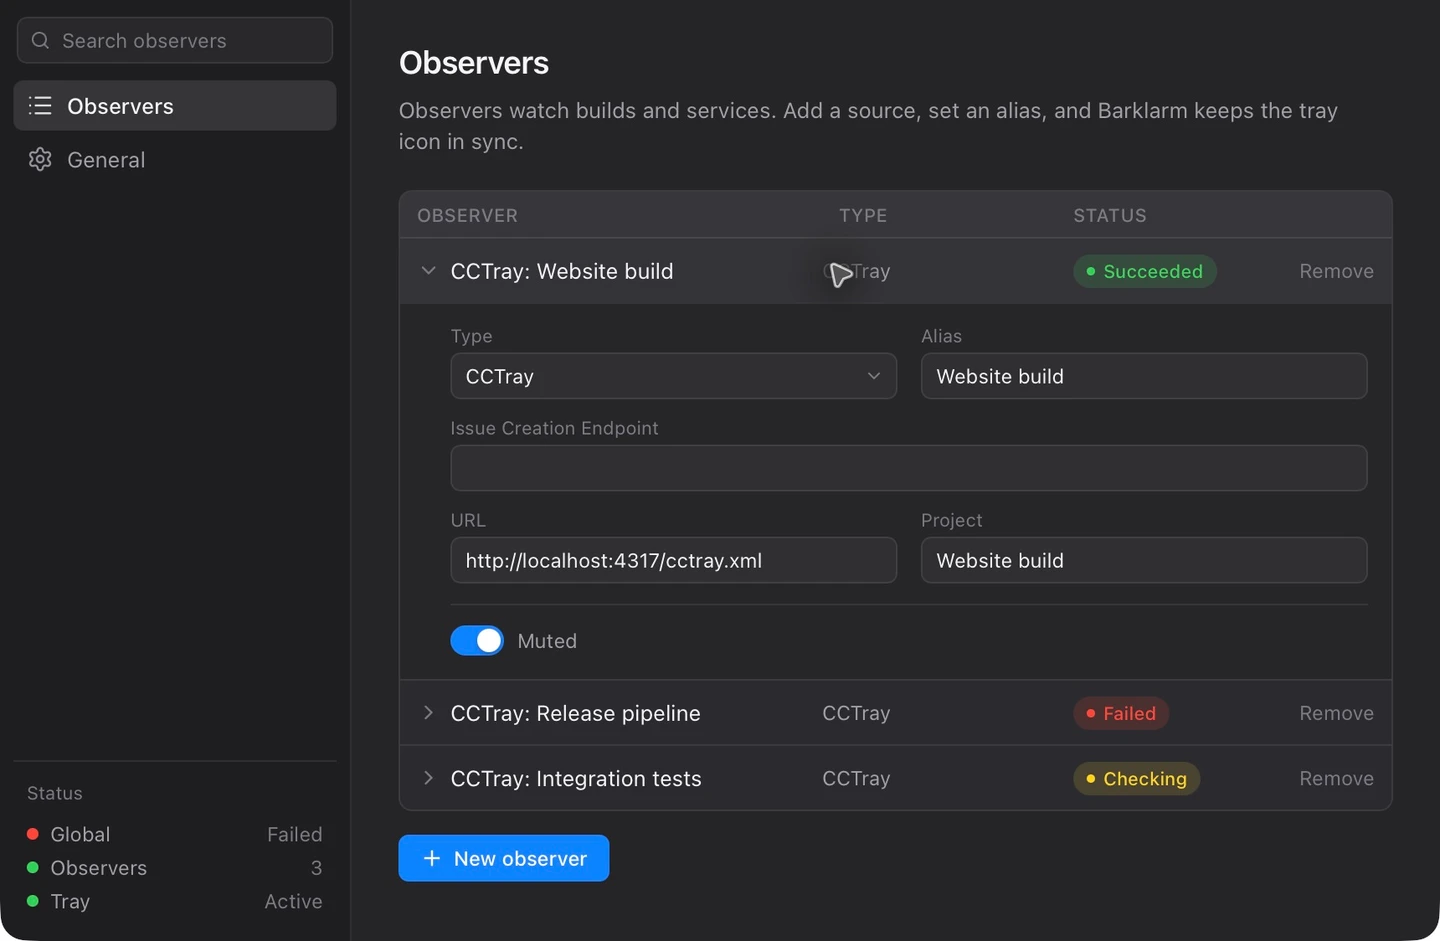 Search observers
Observers
General
Status
Global Failed
Observers 3
Tray Active
Observers
Observers watch builds and services. Add a source, set an alias, and Barklarm keeps the tray
icon in sync.
OBSERVER TYPE STATUS
CCTray: Website build CCTray Succeeded Remove
Type Alias
CCTray Website build
Issue Creation Endpoint
URL Project
http://localhost:4317/cctray.xml Website build
Muted
CCTray: Release pipeline CCTray Failed Remove
CCTray: Integration tests CCTray Checking Remove
New observer